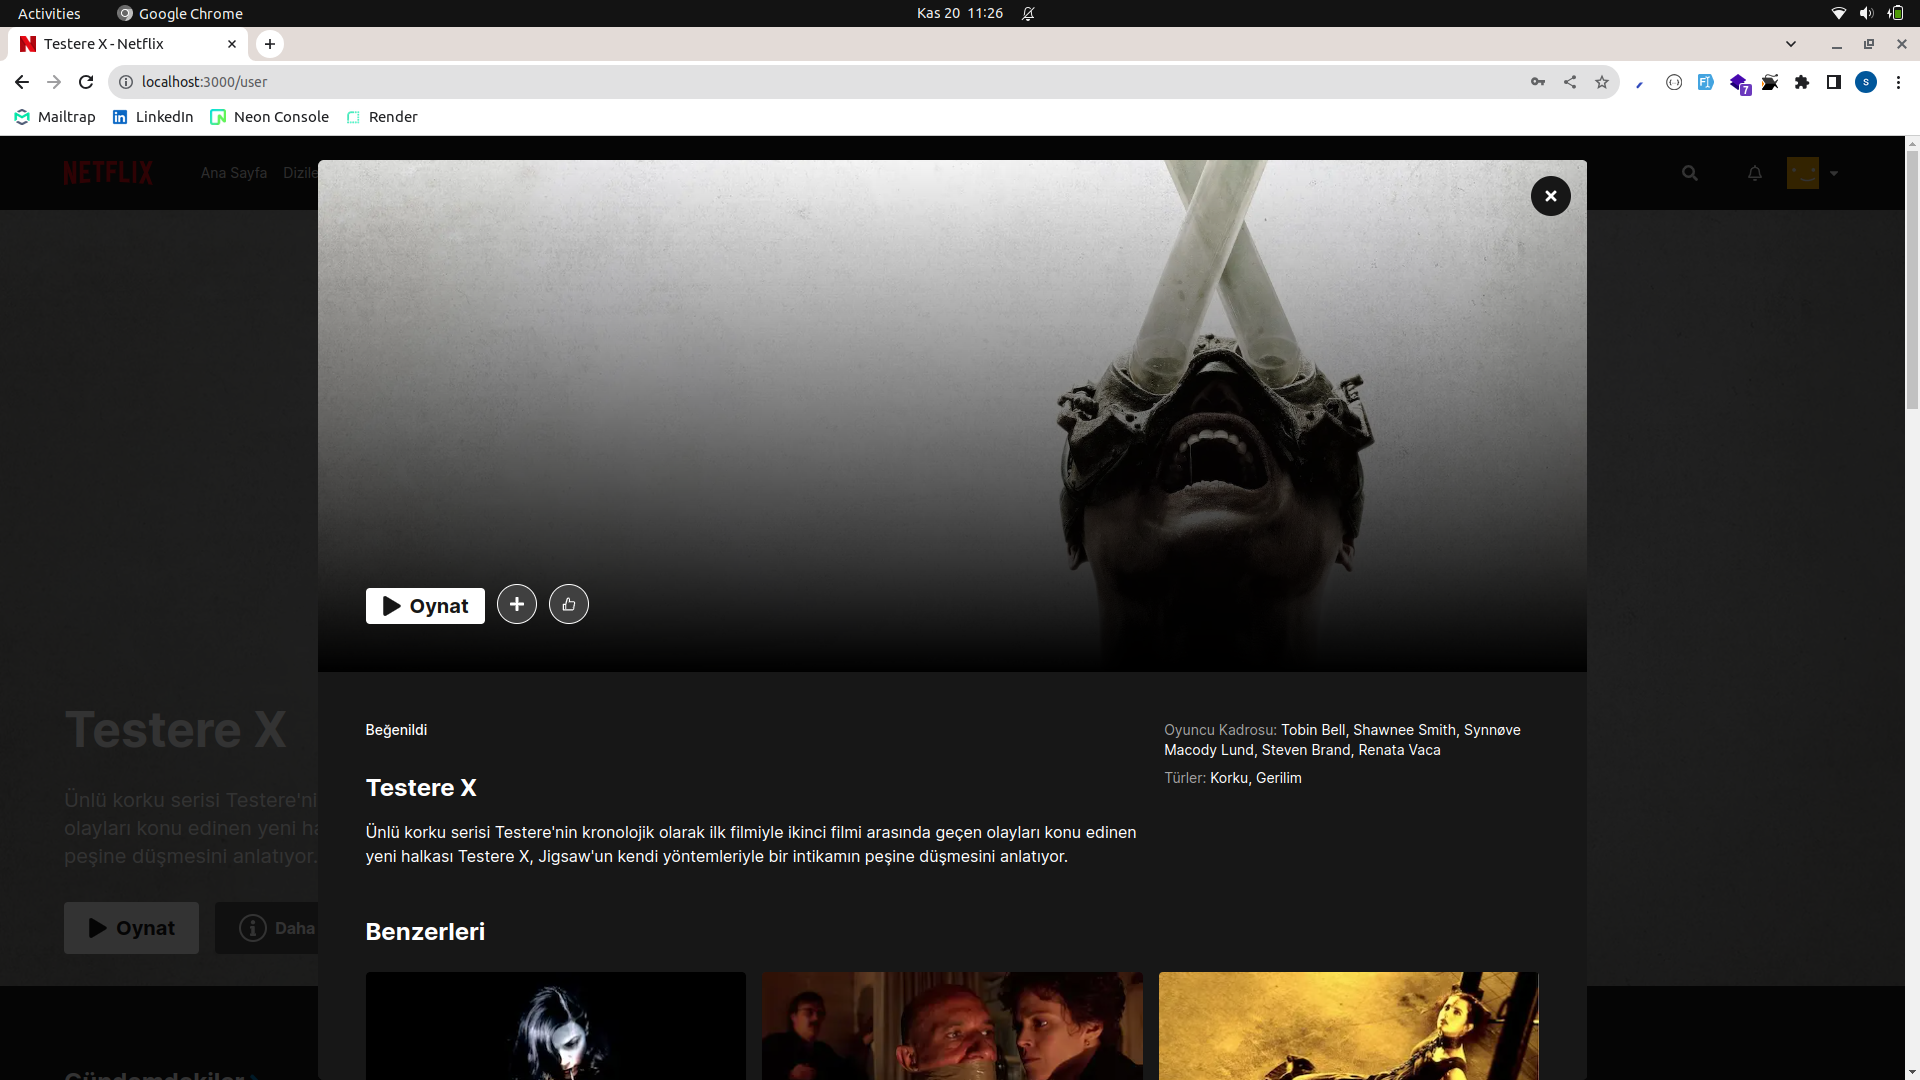 Activities
Google Chrome
Kas 20 11:26
Testere X - Netflix
localhost:3000/user
7
S
Mailtrap
LinkedIn
Neon Console
Render
NETFLIX
Ana Sayfa
Dizile
Oynat
Beğenildi
Oyuncu Kadrosu: Tobin Bell, Shawnee Smith, Synnøve
Macody Lund, Steven Brand, Renata Vaca
Türler: Korku, Gerilim
Testere X
Ünlü korku serisi Testere'nin kronolojik olarak ilk filmiyle ikinci filmi arasında geçen olayları konu edinen
yeni halkası Testere X, Jigsaw'un kendi yöntemleriyle bir intikamın peşine düşmesini anlatıyor.
Benzerleri
Testere X
Ünlü korku serisi Testere'ni
olayları konu edinen yeni ha
peşine düşmesini anlatıyor.
Oynat
Daha
Gündemdekiler